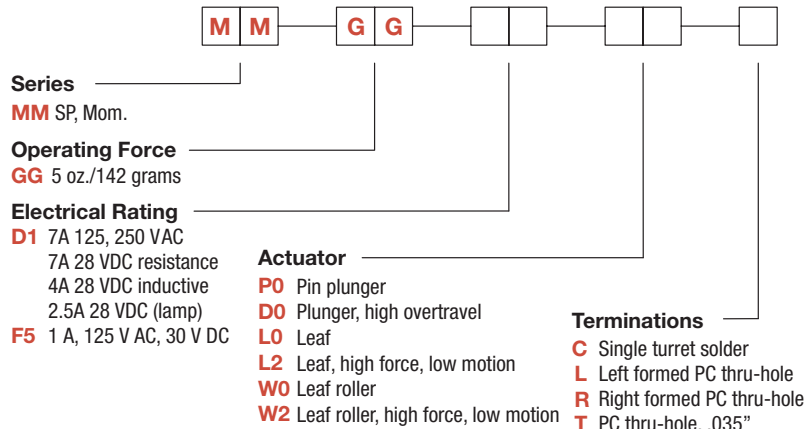 M M G G
Series
MM SP, Mom.
Operating Force
GG 5 oz./142 grams
Electrical Rating
D1 7A 125, 250 VAC
7A 28 VDC resistance
4A 28 VDC inductive
2.5A 28 VDC (lamp)
F5 1 A, 125 V AC, 30 V DC
Actuator
P0 Pin plunger
D0 Plunger, high overtravel
L0 Leaf
L2 Leaf, high force, low motion
W0 Leaf roller
W2 Leaf roller, high force, low motion
Terminations
C Single turret solder
L Left formed PC thru-hole
R Right formed PC thru-hole
T PC thru-hole, .035"